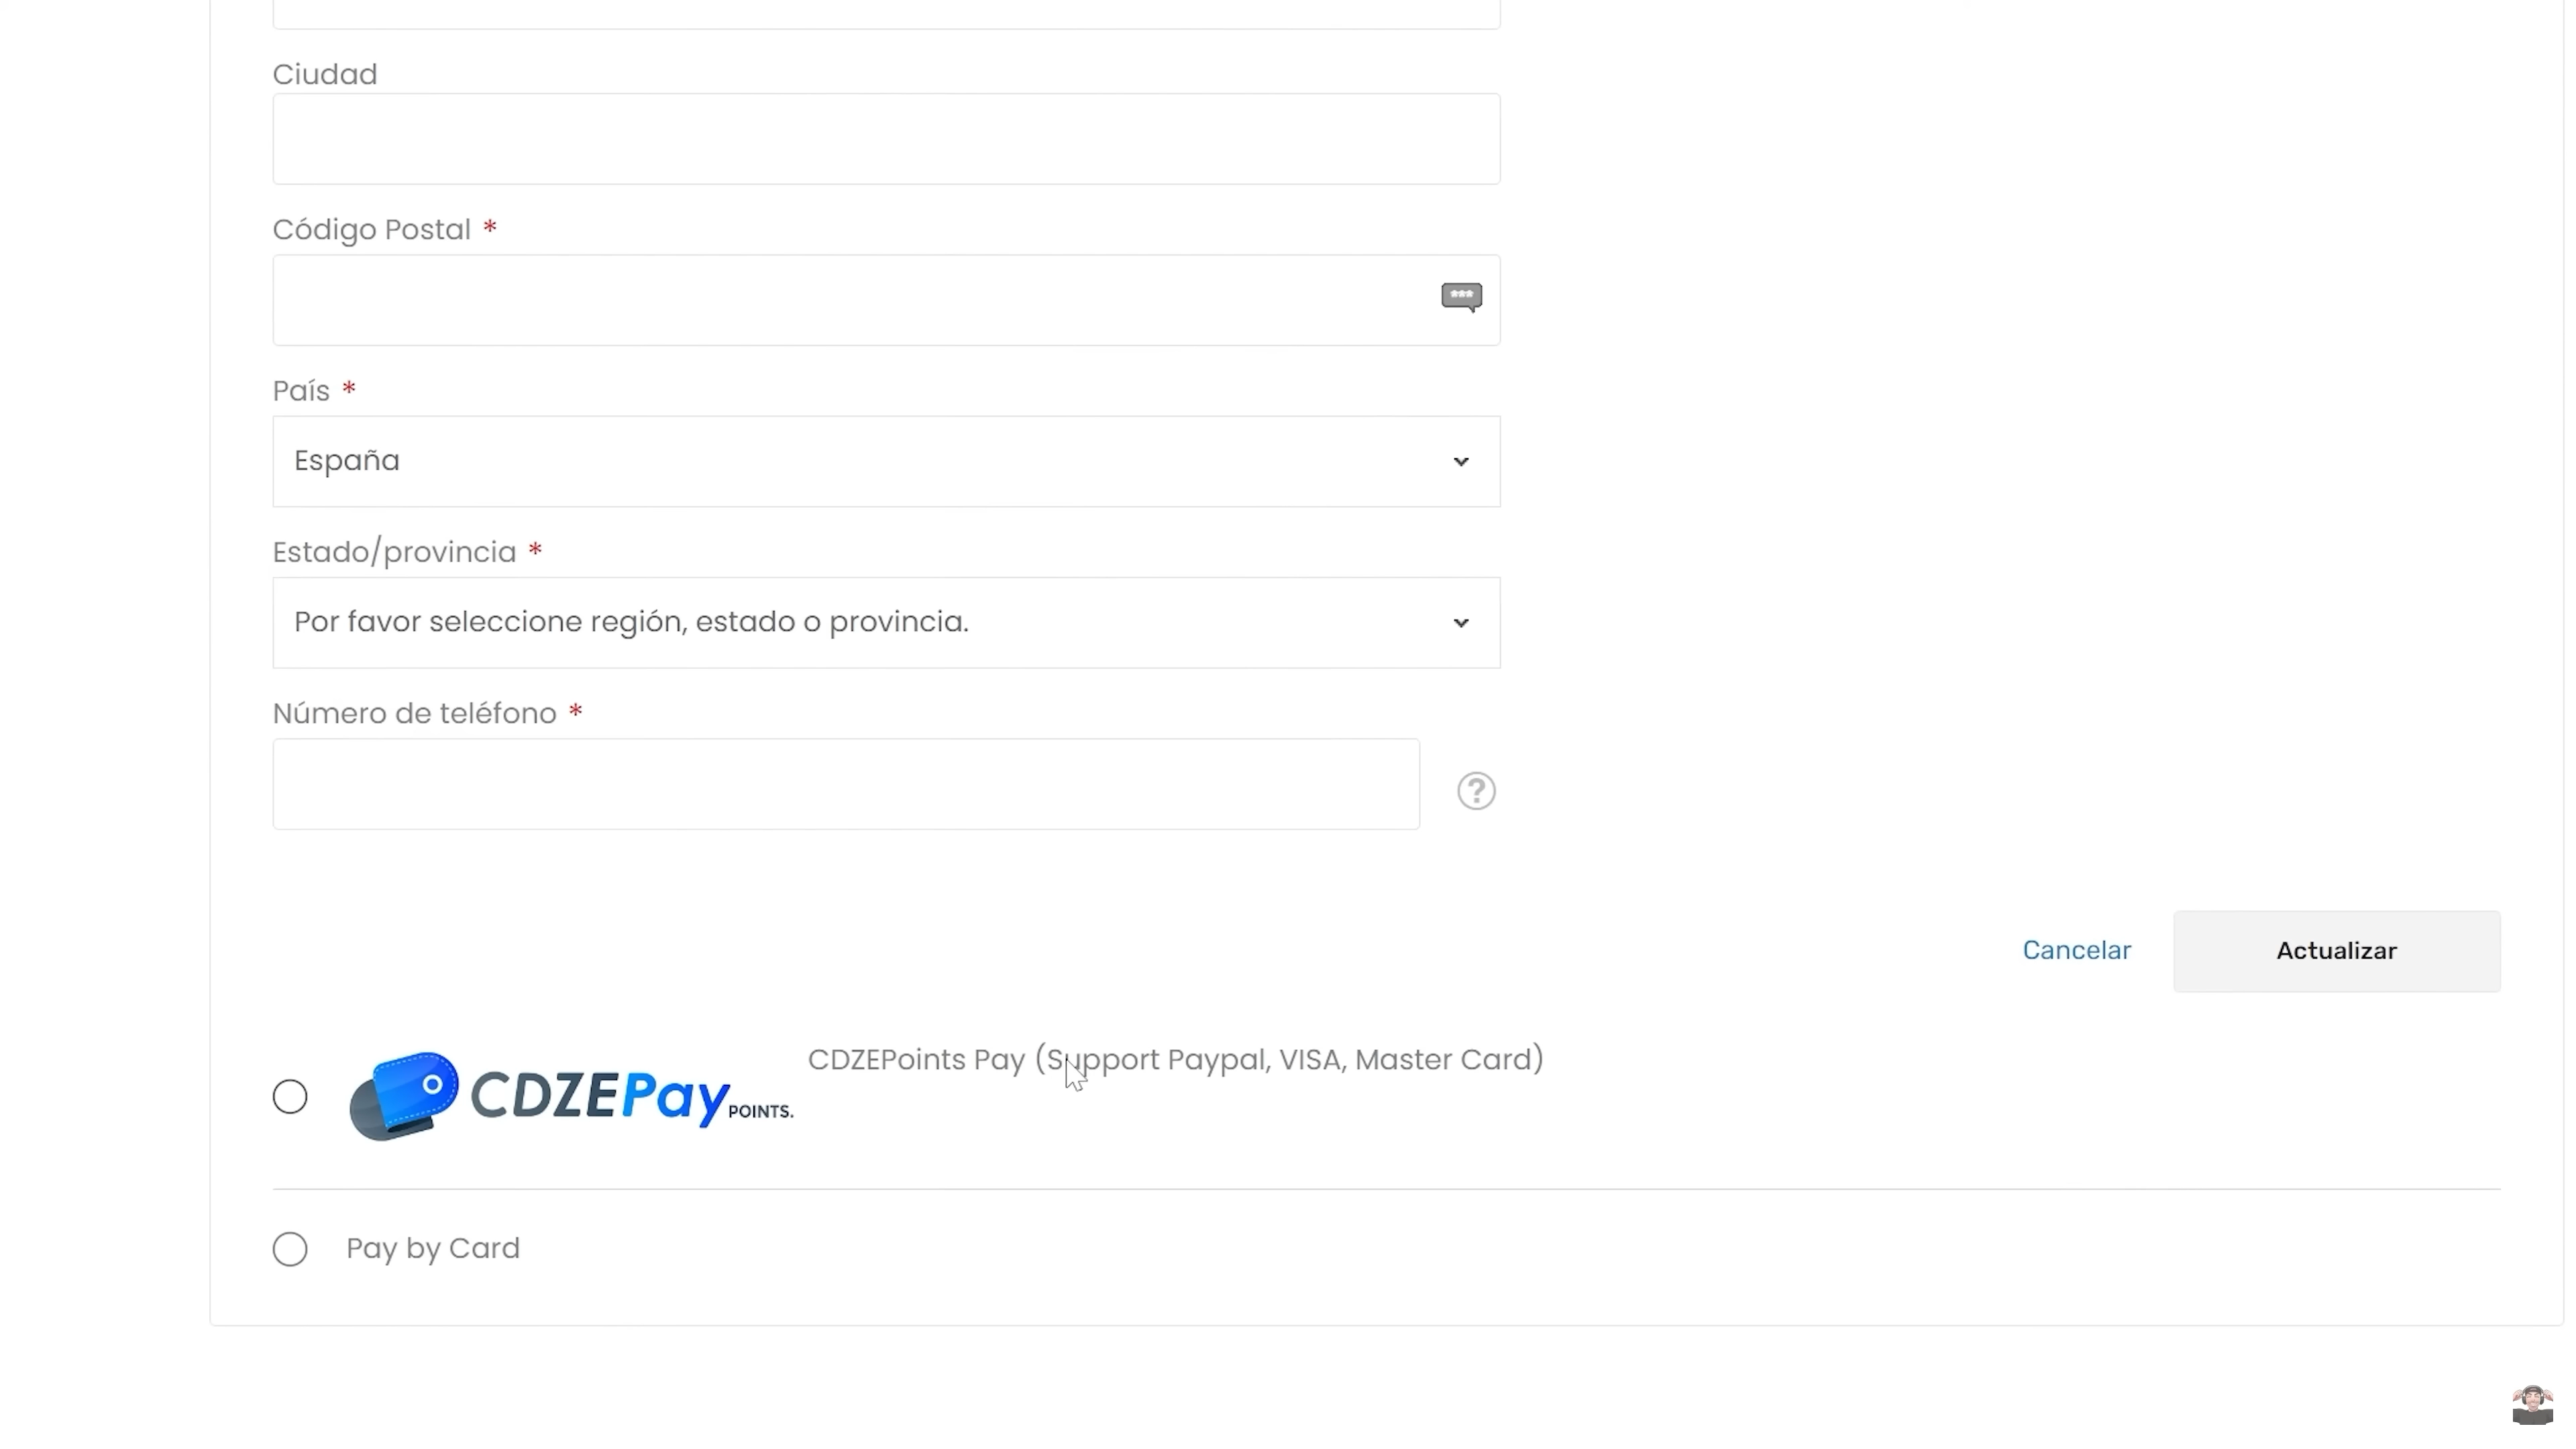 Ciudad
Código Postal *
País *
España
Estado/provincia *
Por favor seleccione región, estado o provincia.
Número de teléfono *
?
Cancelar
Actualizar
CDZEPay POINTS.
CDZEPoints Pay (Support Paypal, VISA, Master Card)
Pay by Card